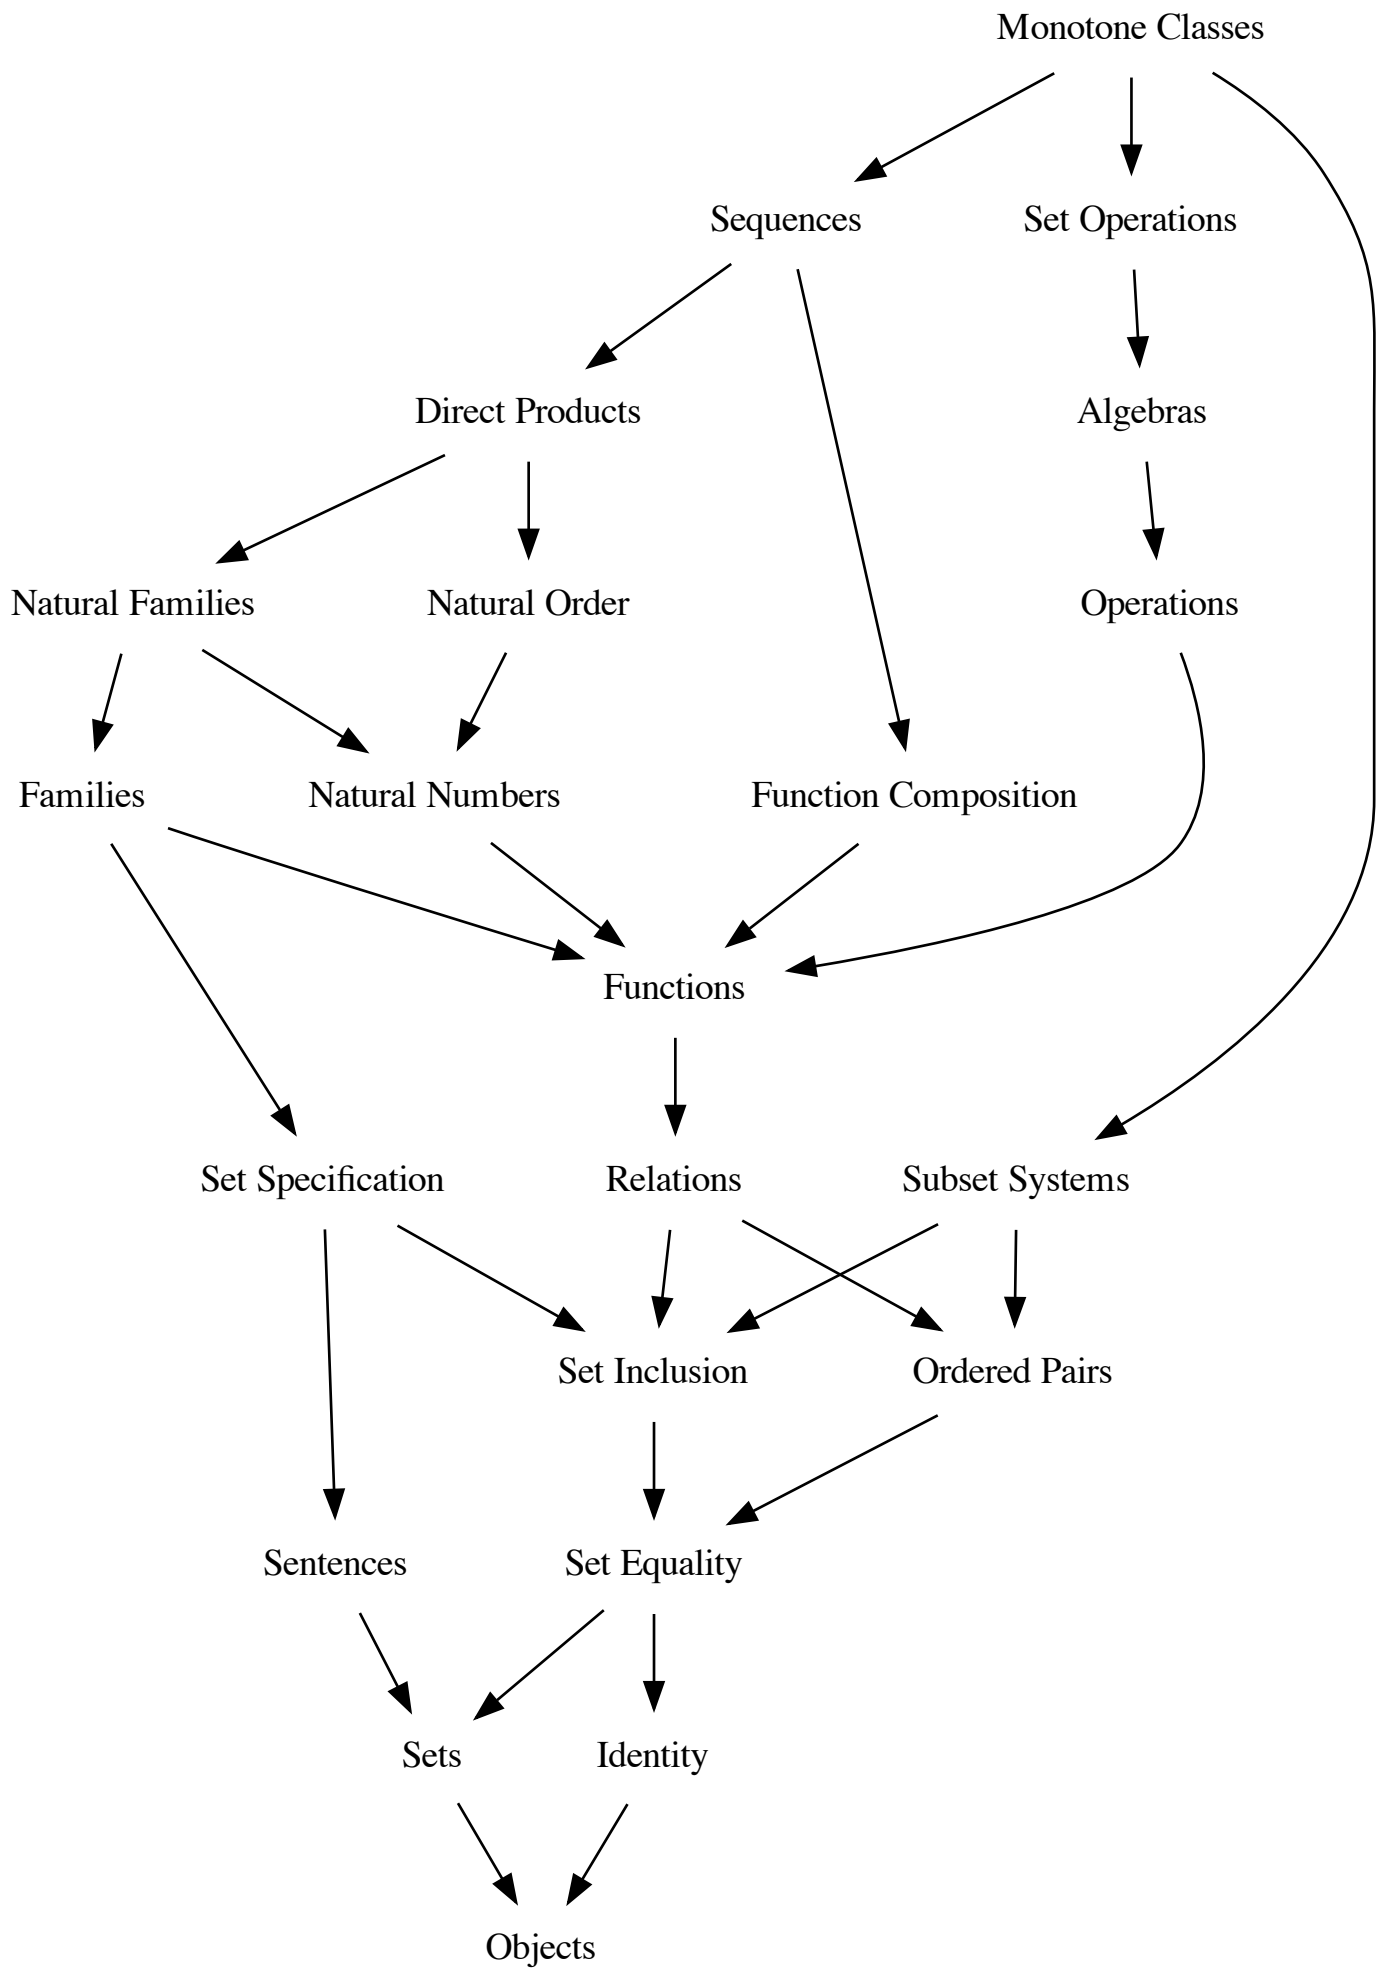 Monotone Classes
Sequences
Set Operations
Direct Products
Algebras
Natural Families
Natural Order
Operations
Families
Natural Numbers
Function Composition
Functions
Set Specification
Relations
Subset Systems
Set Inclusion
Ordered Pairs
Sentences
Set Equality
Sets
Identity
Objects